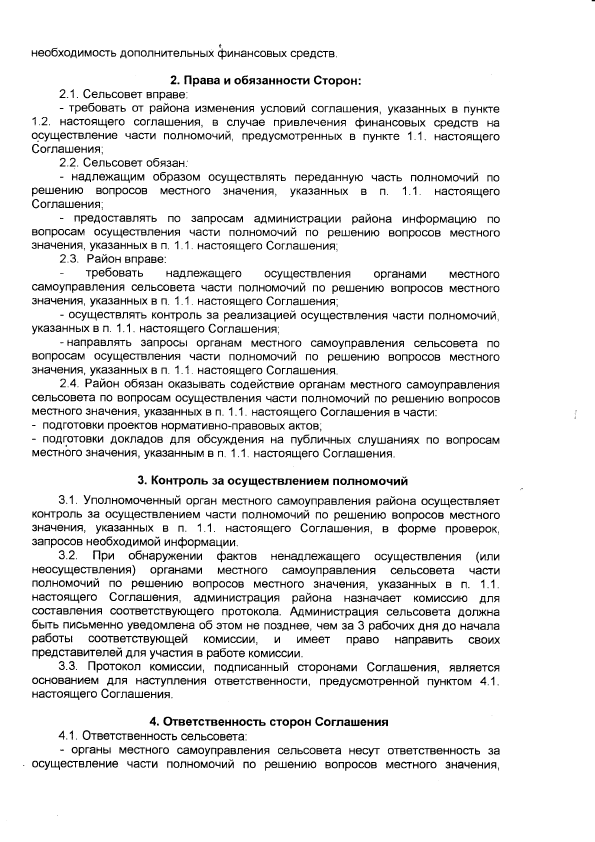 необходимость дополнительных финансовых средств.
2. Права и обязанности Сторон:
2.1. Сельсовет вправе:
- требовать от района изменения условий соглашения, указанных в пункте
1.2. настоящего соглашения, в случае привлечения финансовых средств на
осуществление части полномочий, предусмотренных в пункте 1.1. настоящего
Соглашения;
2.2. Сельсовет обязан:
- надлежащим образом осуществлять переданную часть полномочий по
решению вопросов местного значения, указанных в п. 1.1. настоящего
Соглашения;
- предоставлять по запросам администрации района информацию по
вопросам осуществления части полномочий по решению вопросов местного
значения, указанных в п. 1.1. настоящего Соглашения;
2.3. Район вправе:
- требовать надлежащего осуществления органами местного
самоуправления сельсовета части полномочий по решению вопросов местного
значения, указанных в п. 1.1. настоящего Соглашения;
- осуществлять контроль за реализацией осуществления части полномочий,
указанных в п. 1.1. настоящего Соглашения;
- направлять запросы органам местного самоуправления сельсовета по
вопросам осуществления части полномочий по решению вопросов местного
значения, указанных в п. 1.1. настоящего Соглашения.
2.4. Район обязан оказывать содействие органам местного самоуправления
сельсовета по вопросам осуществления части полномочий по решению вопросов
местного значения, указанных в п. 1.1. настоящего Соглашения в части:
- подготовки проектов нормативно-правовых актов;
- подготовки докладов для обсуждения на публичных слушаниях по вопросам
местного значения, указанным в п. 1.1. настоящего Соглашения.
3. Контроль за осуществлением полномочий
3.1. Уполномоченный орган местного самоуправления района осуществляет
контроль за осуществлением части полномочий по решению вопросов местного
значения, указанных в п. 1.1. настоящего Соглашения, в форме проверок,
запросов необходимой информации.
3.2. При обнаружении фактов ненадлежащего осуществления (или
неосуществления) органами местного самоуправления сельсовета части
полномочий по решению вопросов местного значения, указанных в п. 1.1.
настоящего Соглашения, администрация района назначает комиссию для
составления соответствующего протокола. Администрация сельсовета должна
быть письменно уведомлена об этом не позднее, чем за 3 рабочих дня до начала
работы соответствующей комиссии, и имеет право направить своих
представителей для участия в работе комиссии.
3.3. Протокол комиссии, подписанный сторонами Соглашения, является
основанием для наступления ответственности, предусмотренной пунктом 4.1.
настоящего Соглашения.
4. Ответственность сторон Соглашения
4.1. Ответственность сельсовета:
- органы местного самоуправления сельсовета несут ответственность за
осуществление части полномочий по решению вопросов местного значения,